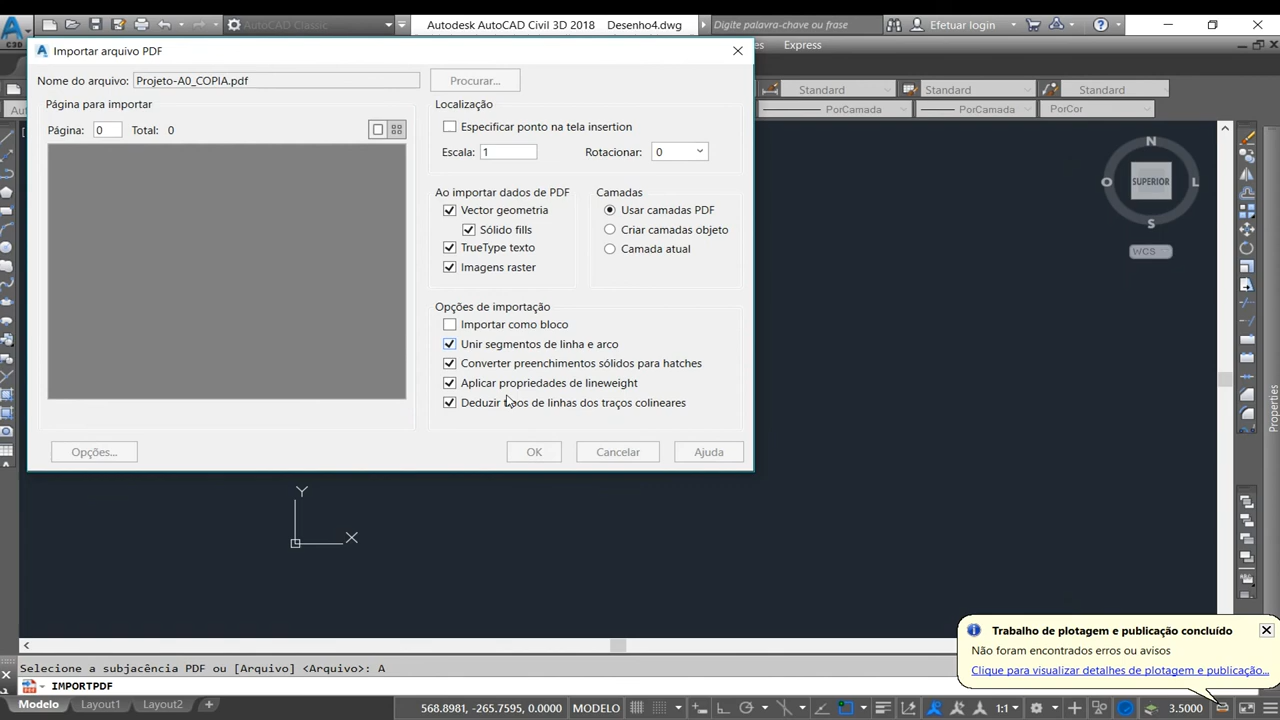 AutoCAD Classic
Autodesk AutoCAD Civil 3D 2018 Desenho4.dwg
Digite palavra-chave ou frase
Efetuar login
C3D
Importar arquivo PDF
Express
Nome do arquivo: Projeto-A0_COPIA.pdf
Procurar...
Standard
Standard
Standard
Página para importar
Localização
PorCamada
PorCamada
PorCor
Página: 0 Total: 0
Especificar ponto na tela insertion
Escala: 1
Rotacionar: 0
Ao importar dados de PDF
Camadas
Vector geometria
Usar camadas PDF
Sólido fills
Criar camadas objeto
TrueType texto
Camada atual
Imagens raster
N
O
SUPERIOR
L
S
WCS
Opções de importação
Importar como bloco
Unir segmentos de linha e arco
Converter preenchimentos sólidos para hatches
Aplicar propriedades de lineweight
Deduzir tipos de linhas dos traços colineares
Opções...
OK
Cancelar
Ajuda
Properties
Y
X
Trabalho de plotagem e publicação concluído
Não foram encontrados erros ou avisos
Clique para visualizar detalhes de plotagem e publicação...
Selecione a subjacência PDF ou [Arquivo] <Arquivo>: A
IMPORTPDF
Modelo
Layout1
Layout2
+
568.8981, -265.7595, 0.0000
MODELO
1:1
3.5000